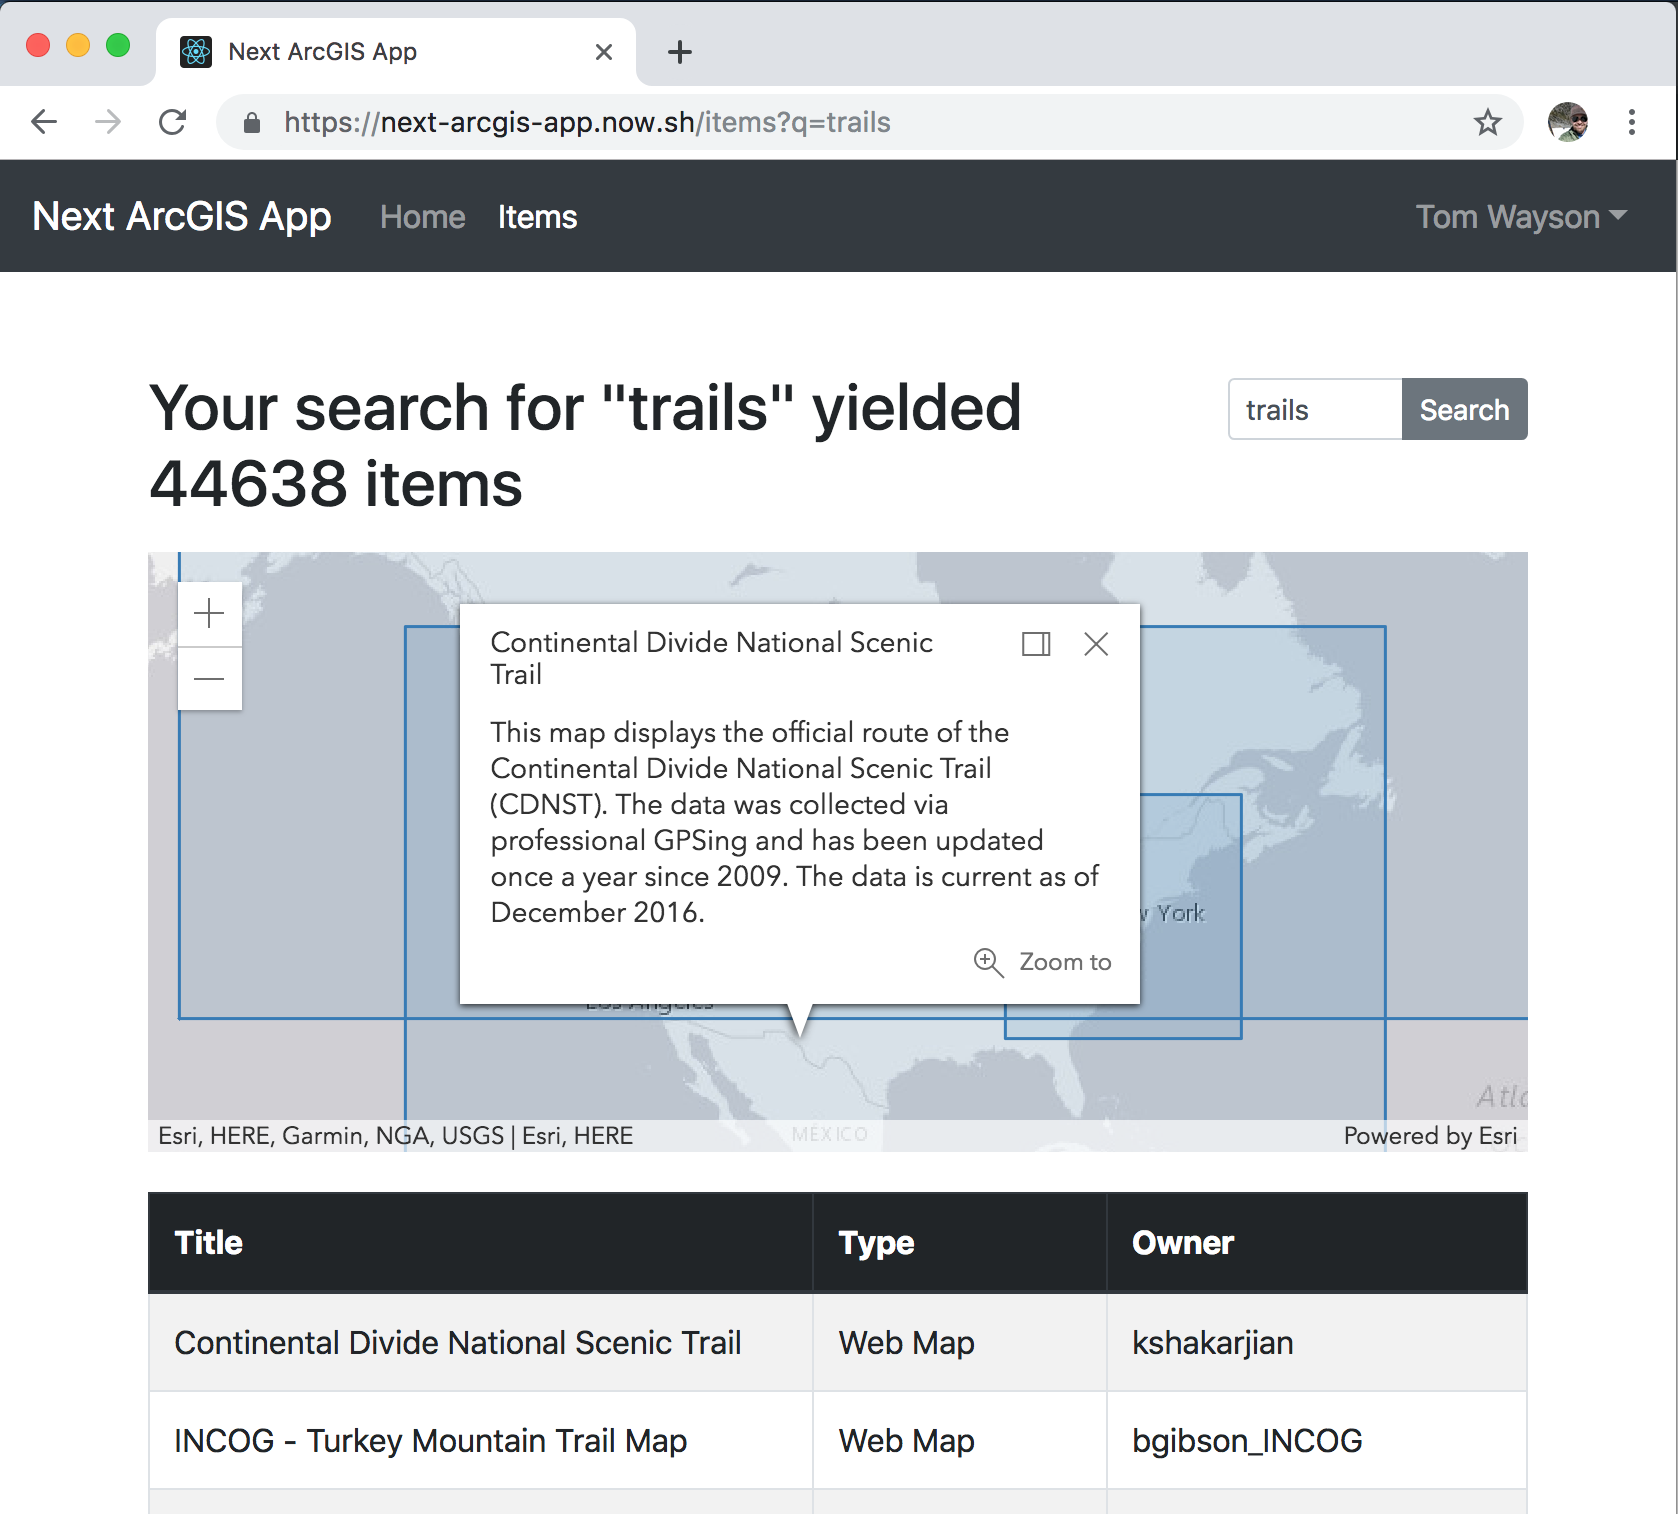 Next ArcGIS App
https://next-arcgis-app.now.sh/items?q=trails
Next ArcGIS App Home Items Tom Wayson
Your search for "trails" yielded
44638 items
trails Search
Continental Divide National Scenic
Trail
This map displays the official route of the
Continental Divide National Scenic Trail
(CDNST). The data was collected via
professional GPSing and has been updated
once a year since 2009. The data is current as of
December 2016.
Zoom to
York
Los Angeles
MÉXICO
Esri, HERE, Garmin, NGA, USGS | Esri, HERE
Powered by Esri
Title Type Owner
Continental Divide National Scenic Trail Web Map kshakarjian
INCOG - Turkey Mountain Trail Map Web Map bgibson_INCOG